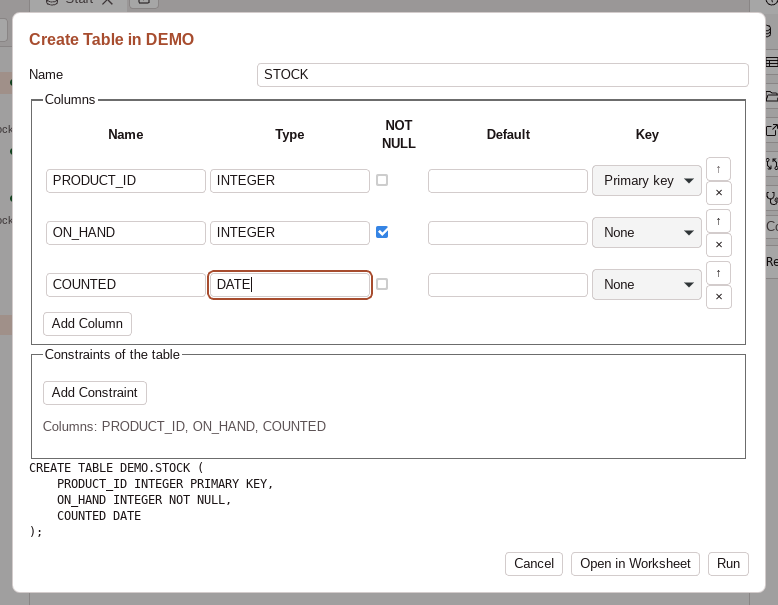 Start
Create Table in DEMO
Name STOCK
Columns
Name Type NOT NULL Default Key
PRODUCT_ID INTEGER Primary key ↑
×
ON_HAND INTEGER None ↑
×
COUNTED DATE None ↑
×
Add Column
Constraints of the table
Add Constraint
Columns: PRODUCT_ID, ON_HAND, COUNTED
CREATE TABLE DEMO.STOCK (
    PRODUCT_ID INTEGER PRIMARY KEY,
    ON_HAND INTEGER NOT NULL,
    COUNTED DATE
);
Cancel Open in Worksheet Run